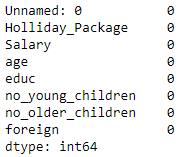 Unnamed: 0 0
Holliday_Package 0
Salary 0
age 0
educ 0
no_young_children 0
no_older_children 0
foreign 0
dtype: int64